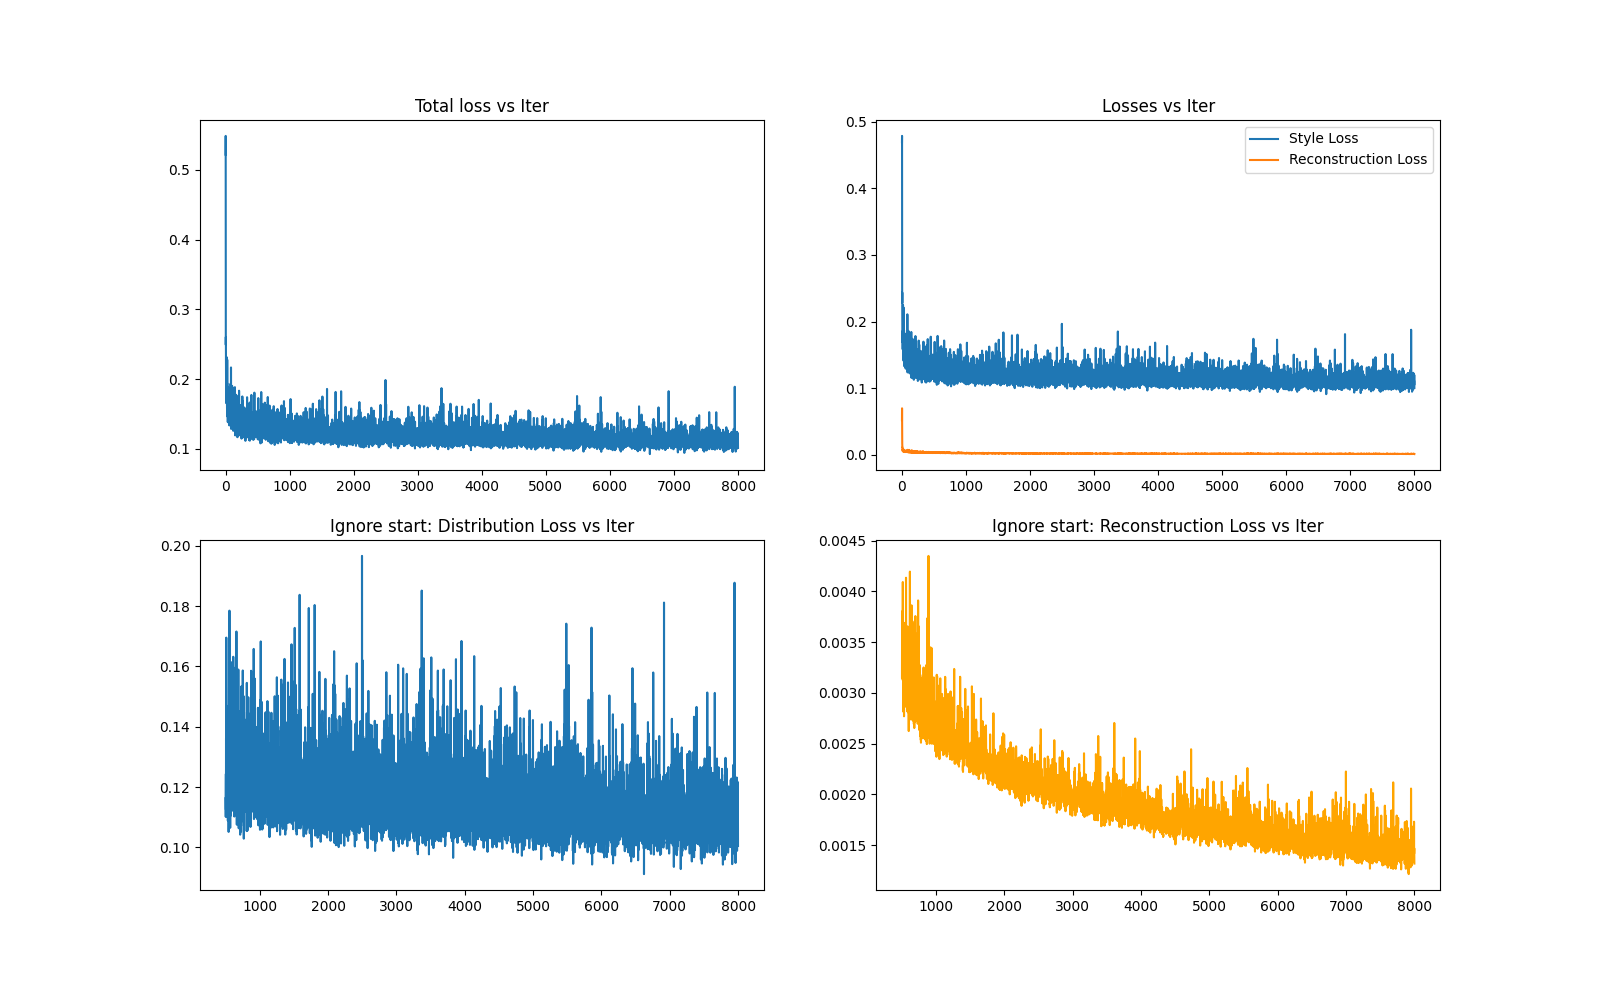 Total loss vs Iter
0.5
0.4
0.3
0.2
0.1
0 1000 2000 3000 4000 5000 6000 7000 8000
Losses vs Iter
Style Loss
Reconstruction Loss
0.5
0.4
0.3
0.2
0.1
0.0
0 1000 2000 3000 4000 5000 6000 7000 8000
Ignore start: Distribution Loss vs Iter
0.20
0.18
0.16
0.14
0.12
0.10
1000 2000 3000 4000 5000 6000 7000 8000
Ignore start: Reconstruction Loss vs Iter
0.0045
0.0040
0.0035
0.0030
0.0025
0.0020
0.0015
1000 2000 3000 4000 5000 6000 7000 8000